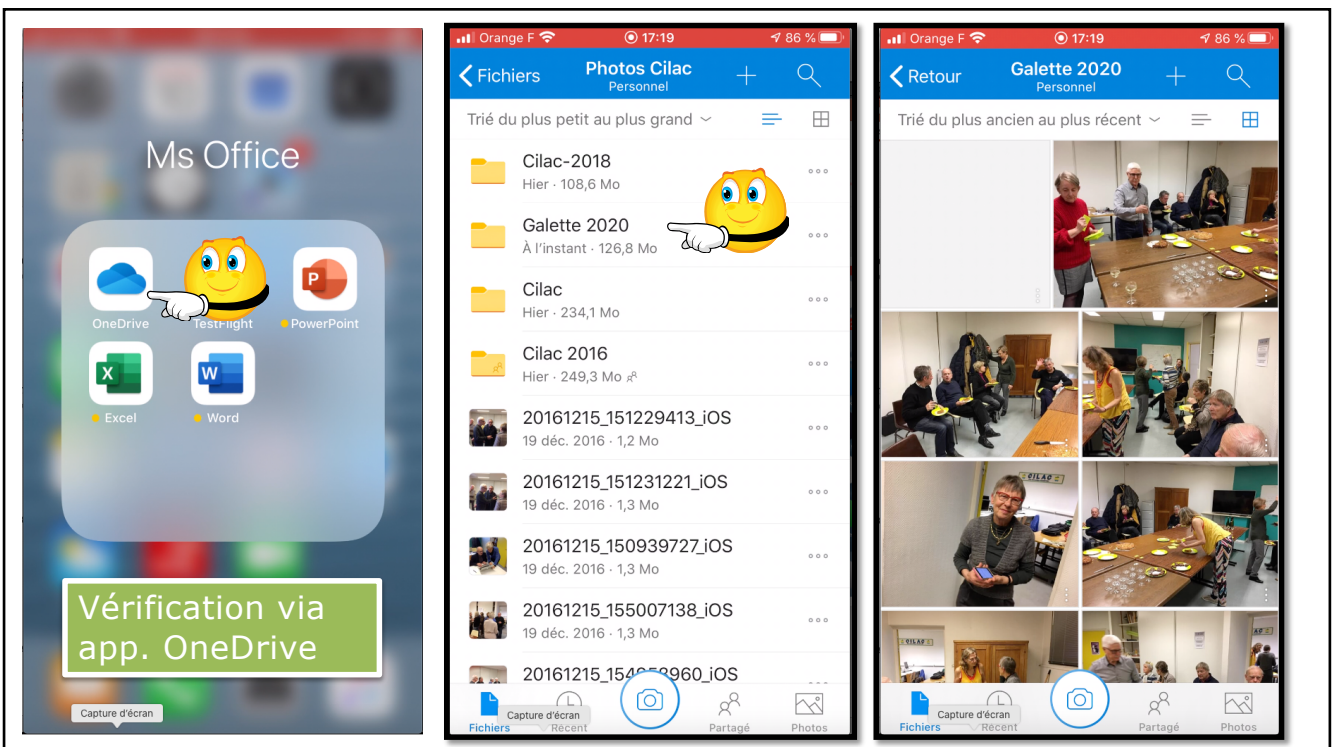 Ms Office
OneDrive
TestFlight
PowerPoint
Excel
Word
Vérification via
app. OneDrive
Capture d'écran
Orange F
17:19
86 %
Fichiers
Photos Cilac
Personnel
Trié du plus petit au plus grand
Cilac-2018
Hier · 108,6 Mo
Galette 2020
À l'instant · 126,8 Mo
Cilac
Hier · 234,1 Mo
Cilac 2016
Hier · 249,3 Mo
20161215_151229413_iOS
19 déc. 2016 · 1,2 Mo
20161215_151231221_iOS
19 déc. 2016 · 1,3 Mo
20161215_150939727_iOS
19 déc. 2016 · 1,3 Mo
20161215_155007138_iOS
19 déc. 2016 · 1,3 Mo
Capture d'écran
Fichiers
Récent
Partagé
Photos
Orange F
17:19
86 %
Retour
Galette 2020
Personnel
Trié du plus ancien au plus récent
CILAC
CILAC
Capture d'écran
Fichiers
Récent
Partagé
Photos